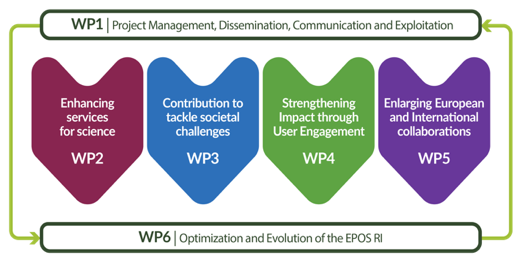 WP1 | Project Management, Dissemination, Communication and Exploitation
Enhancing
services
for science
WP2
Contribution to
tackle societal
challenges
WP3
Strengthening
Impact through
User Engagement
WP4
Enlarging European
and International
collaborations
WP5
WP6 | Optimization and Evolution of the EPOS RI